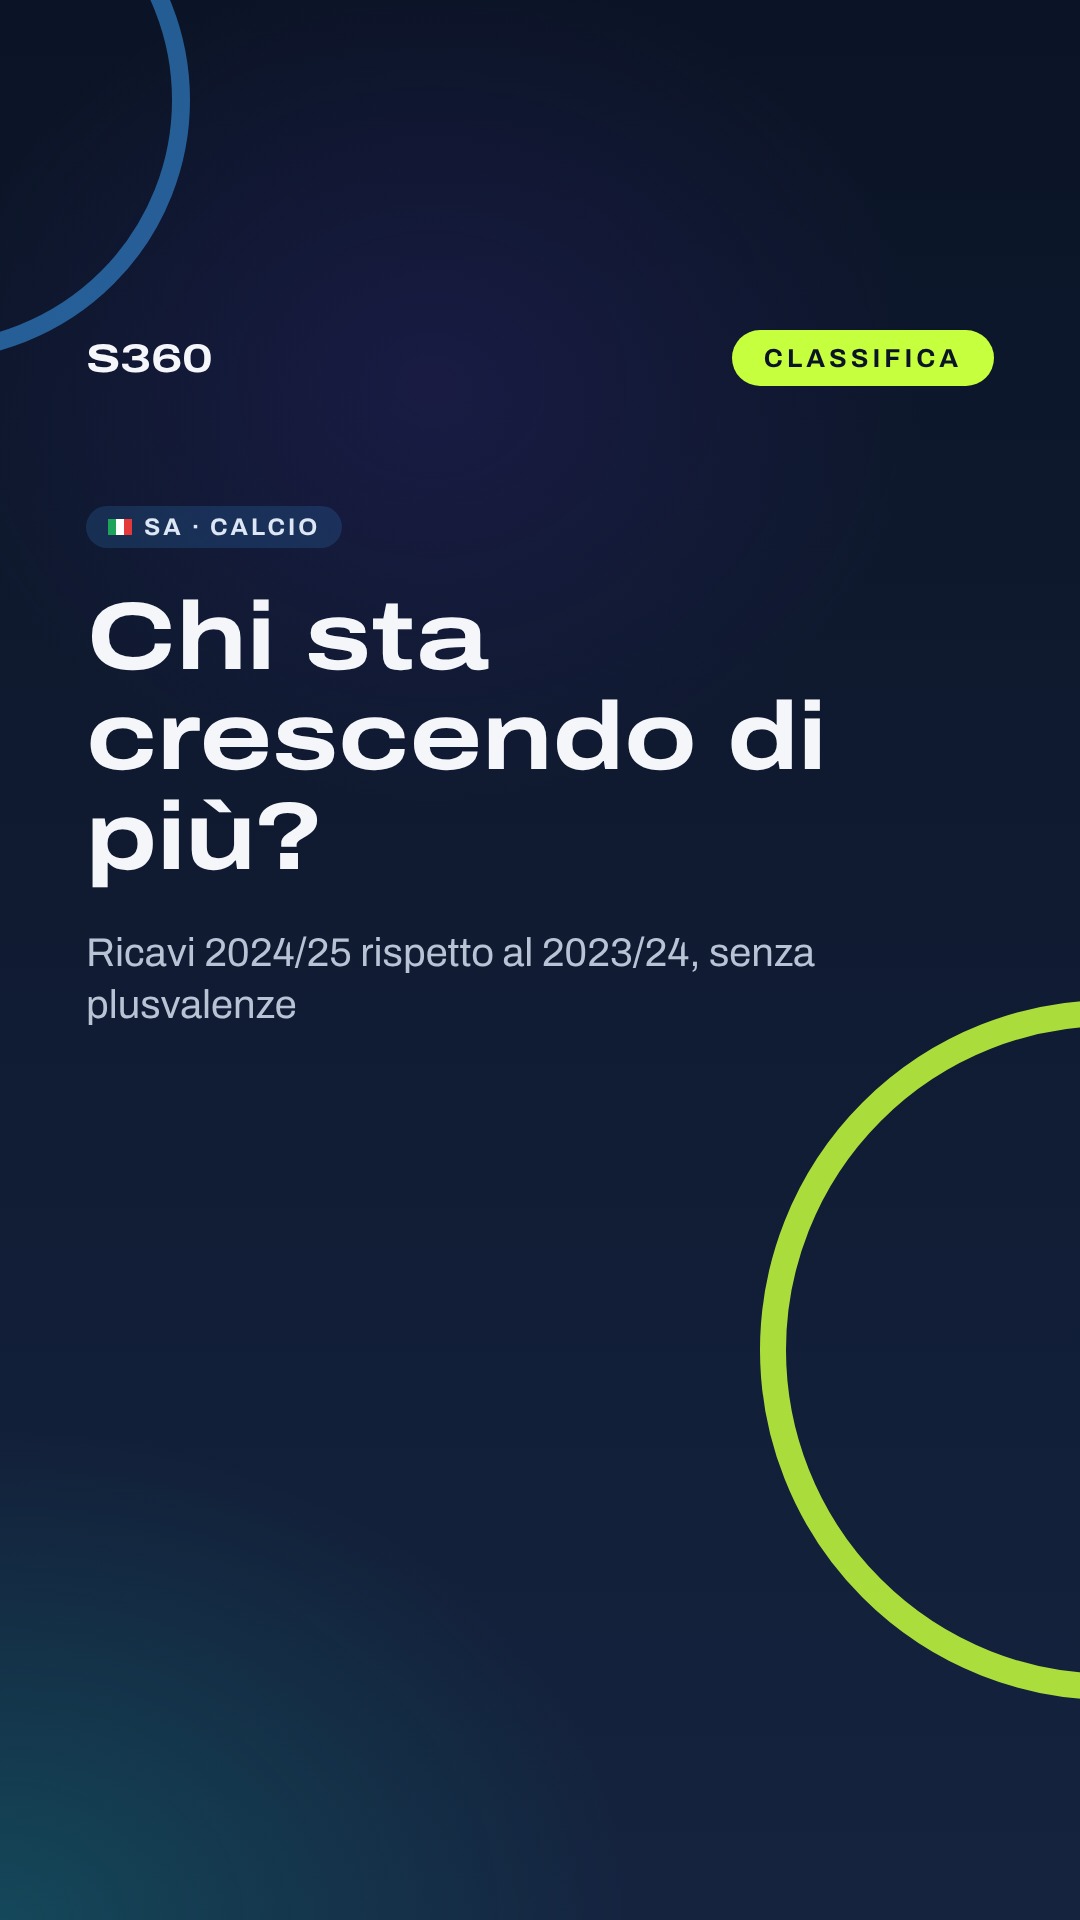 S360
CLASSIFICA
SA · CALCIO
Chi sta
crescendo di
più?
Ricavi 2024/25 rispetto al 2023/24, senza
plusvalenze